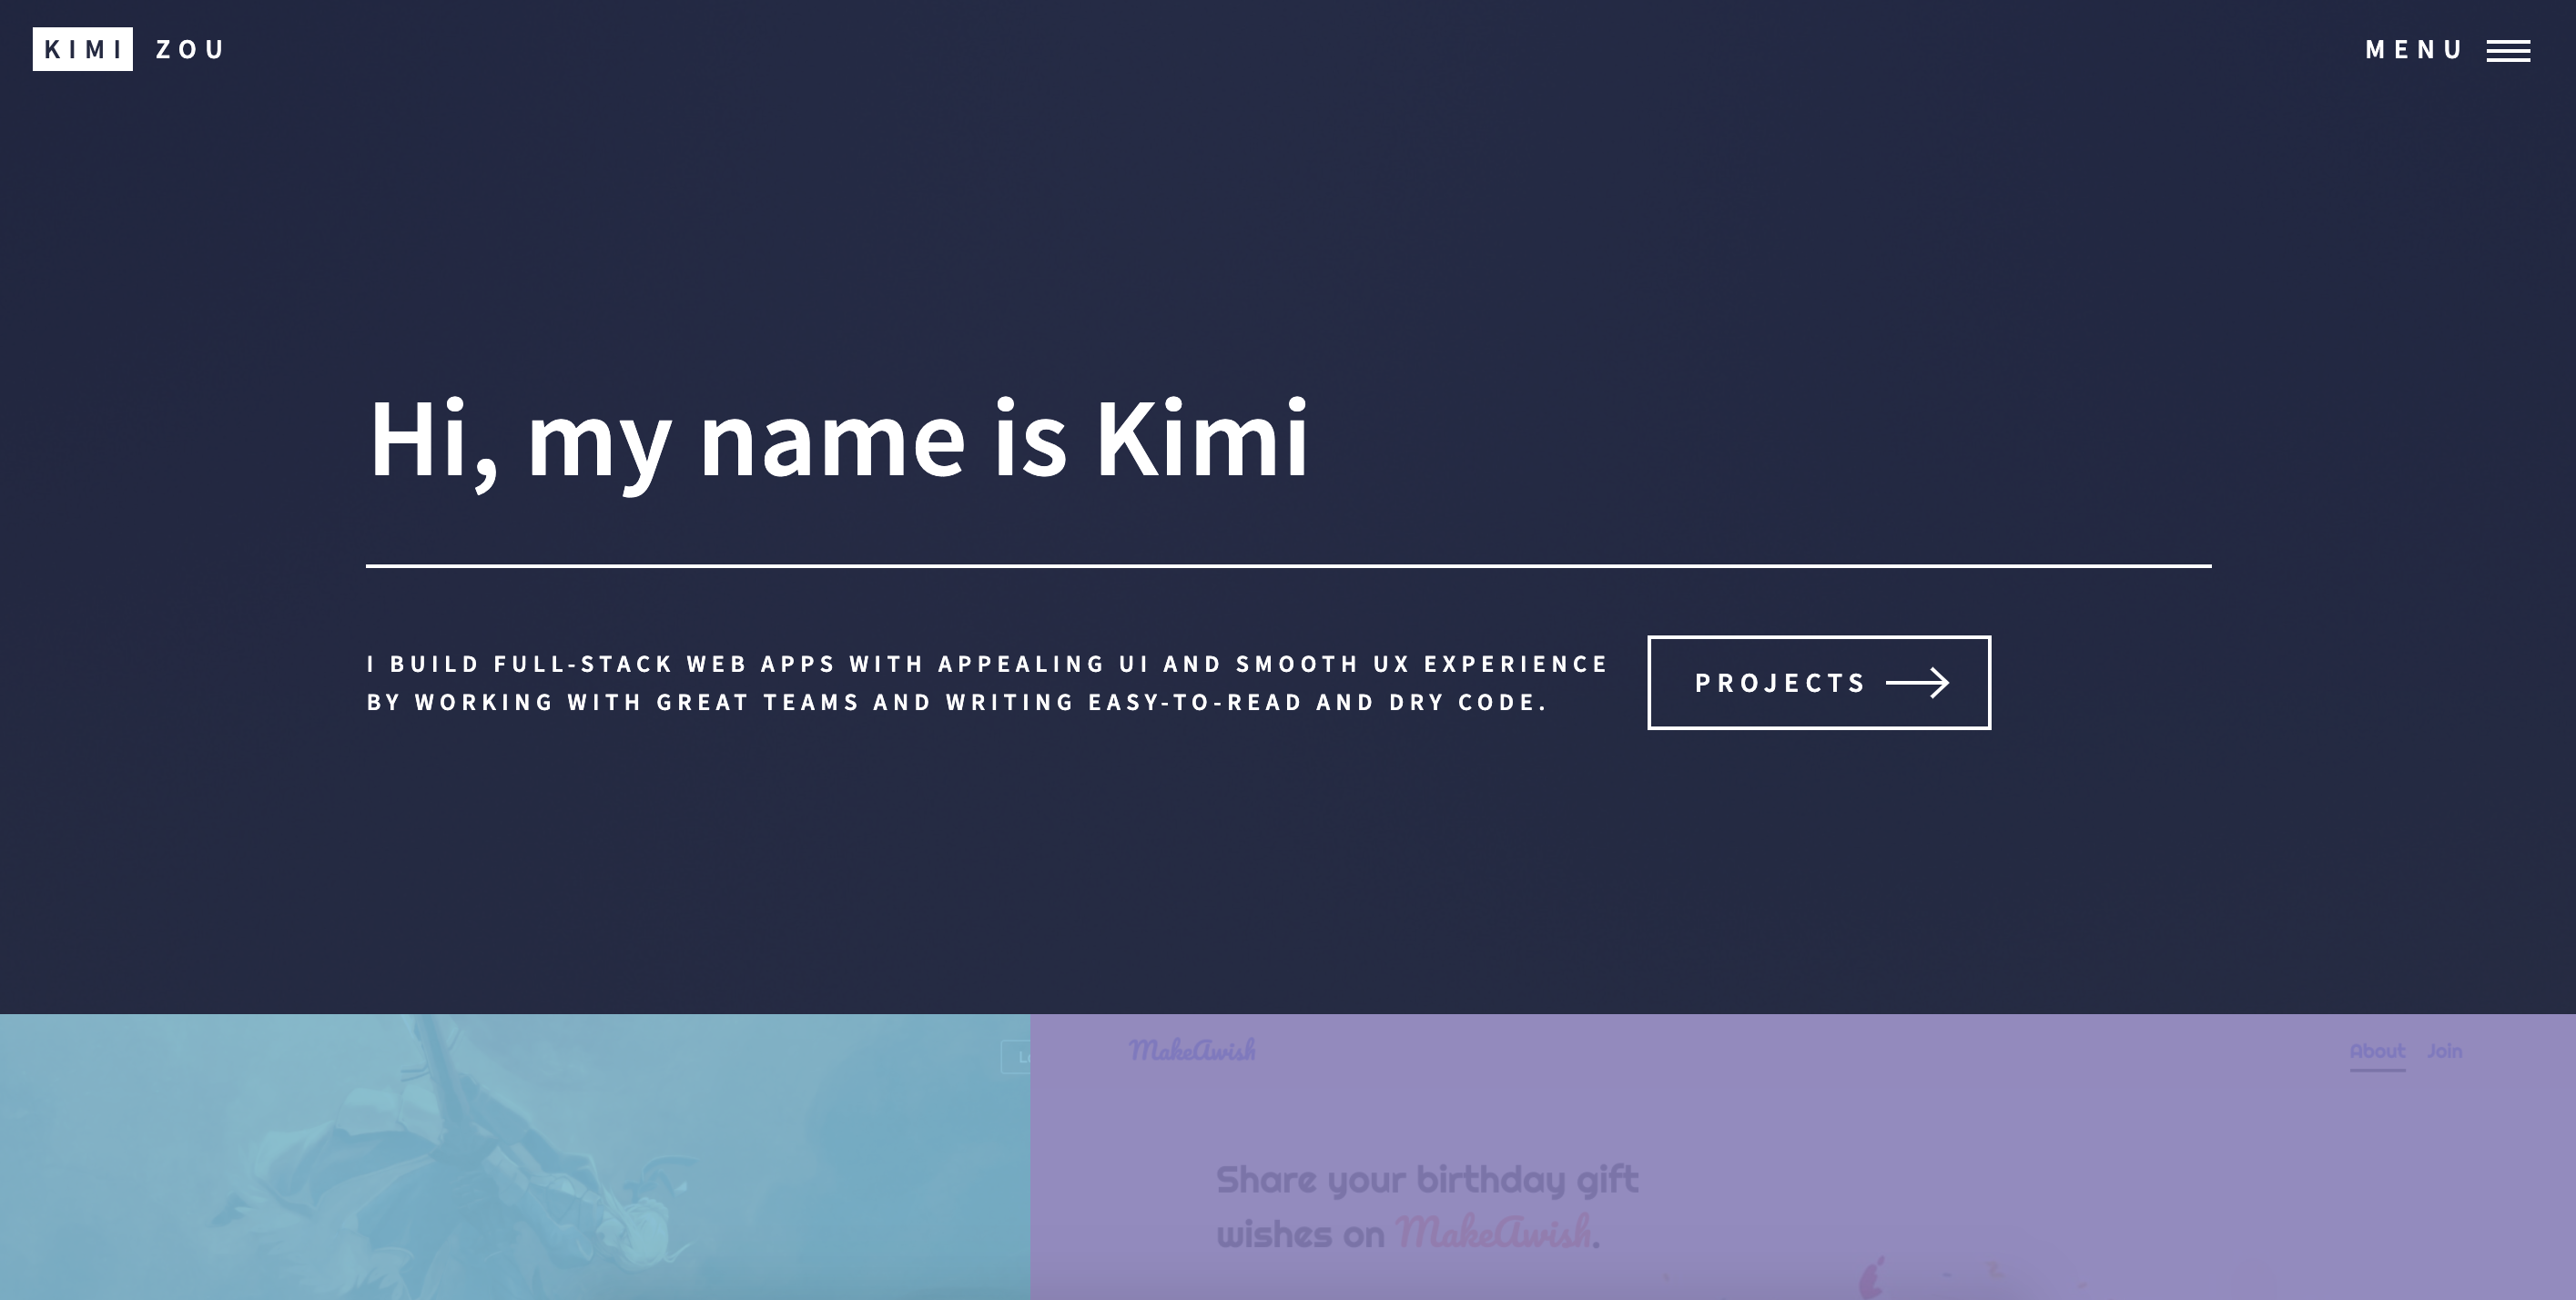 KIMI ZOU
MENU
Hi, my name is Kimi
I BUILD FULL-STACK WEB APPS WITH APPEALING UI AND SMOOTH UX EXPERIENCE
BY WORKING WITH GREAT TEAMS AND WRITING EASY-TO-READ AND DRY CODE.
PROJECTS
MakeAwish
About Join
Share your birthday gift
wishes on MakeAwish.